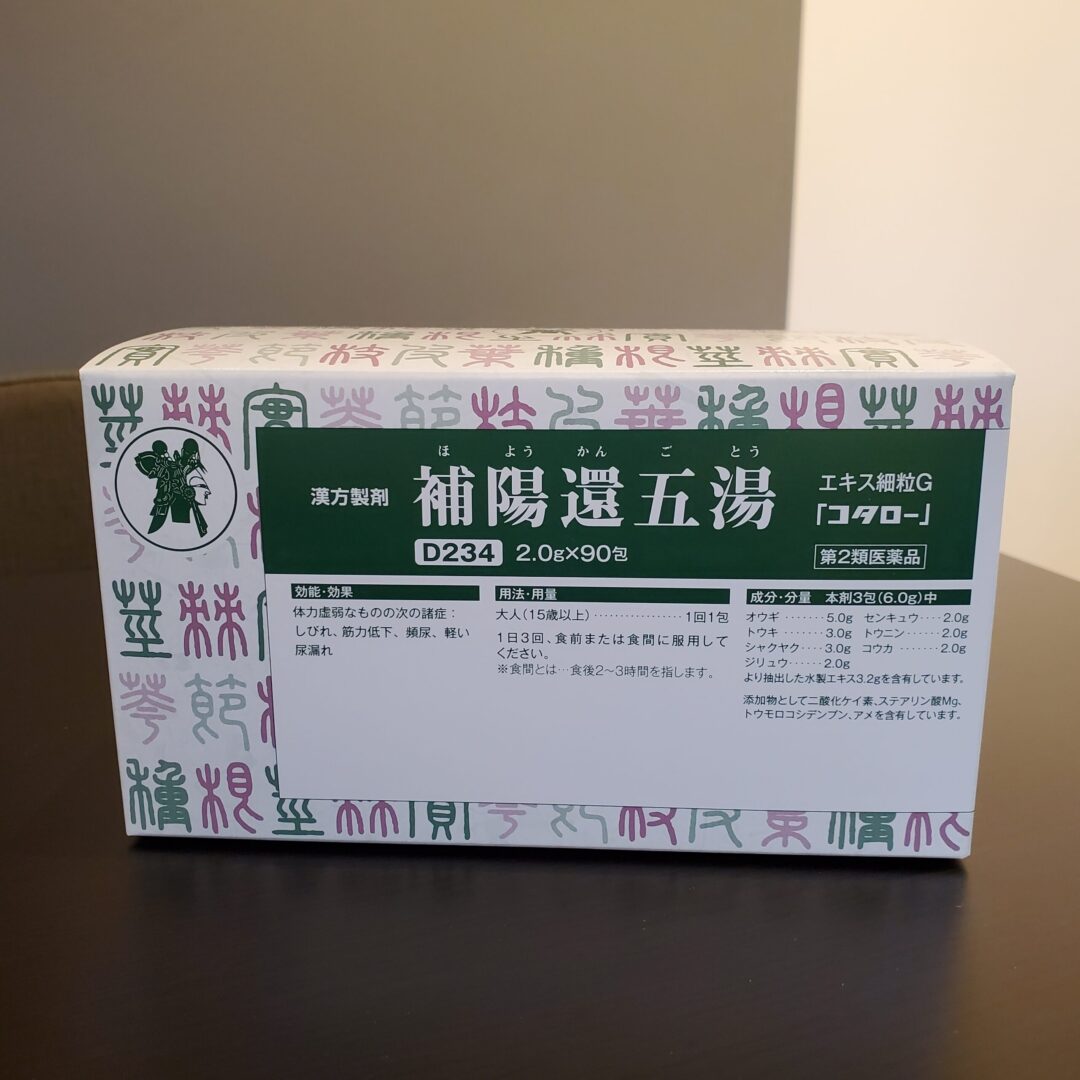 實 苓 節 枝 皮 葉 種 根 莖 林 實
ほ よう かん ご とう
漢方製剤 補陽還五湯 エキス細粒G
「コタロー」
D234 2.0g×90包 第2類医薬品
効能・効果
体力虚弱なものの次の諸症：
しびれ、筋力低下、頻尿、軽い
尿漏れ
用法・用量
大人（15歳以上）‥‥‥‥‥‥‥1回1包
1日3回、食前または食間に服用して
ください。
※食間とは…食後2〜3時間を指します。
成分・分量 本剤3包(6.0g)中
オウギ‥‥‥‥5.0g センキュウ‥‥2.0g
トウキ‥‥‥‥3.0g トウニン‥‥‥2.0g
シャクヤク‥‥3.0g コウカ‥‥‥2.0g
ジリュウ‥‥‥2.0g
より抽出した水製エキス3.2gを含有しています。
添加物として二酸化ケイ素、ステアリン酸Mg、
トウモロコシデンプン、アメを含有しています。